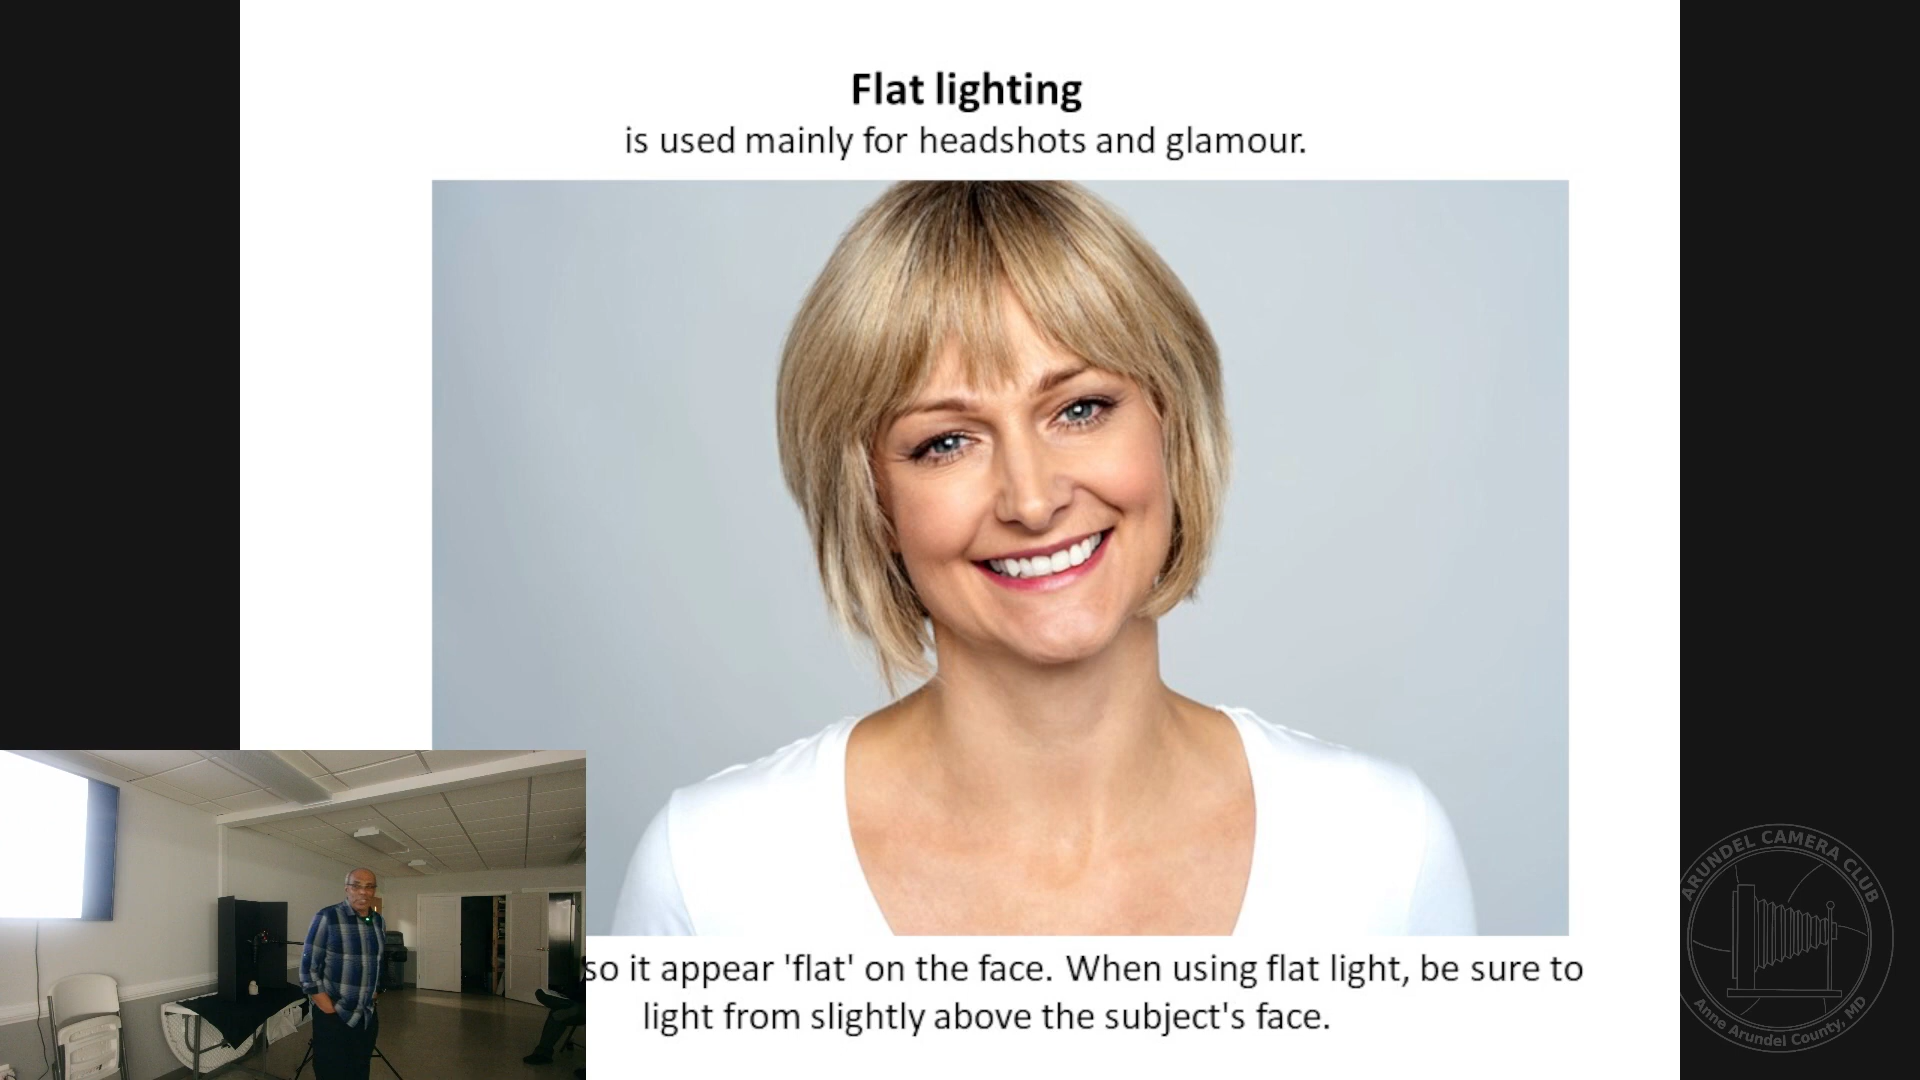 Flat lighting
is used mainly for headshots and glamour.
so it appear 'flat' on the face. When using flat light, be sure to
light from slightly above the subject's face.
ARUNDEL CAMERA CLUB
Anne Arundel County, MD